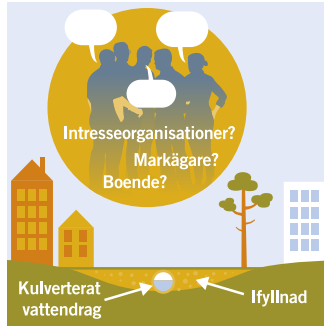 Intresseorganisationer?
Markägare?
Boende?
Kulverterat
vattendrag
Ifyllnad